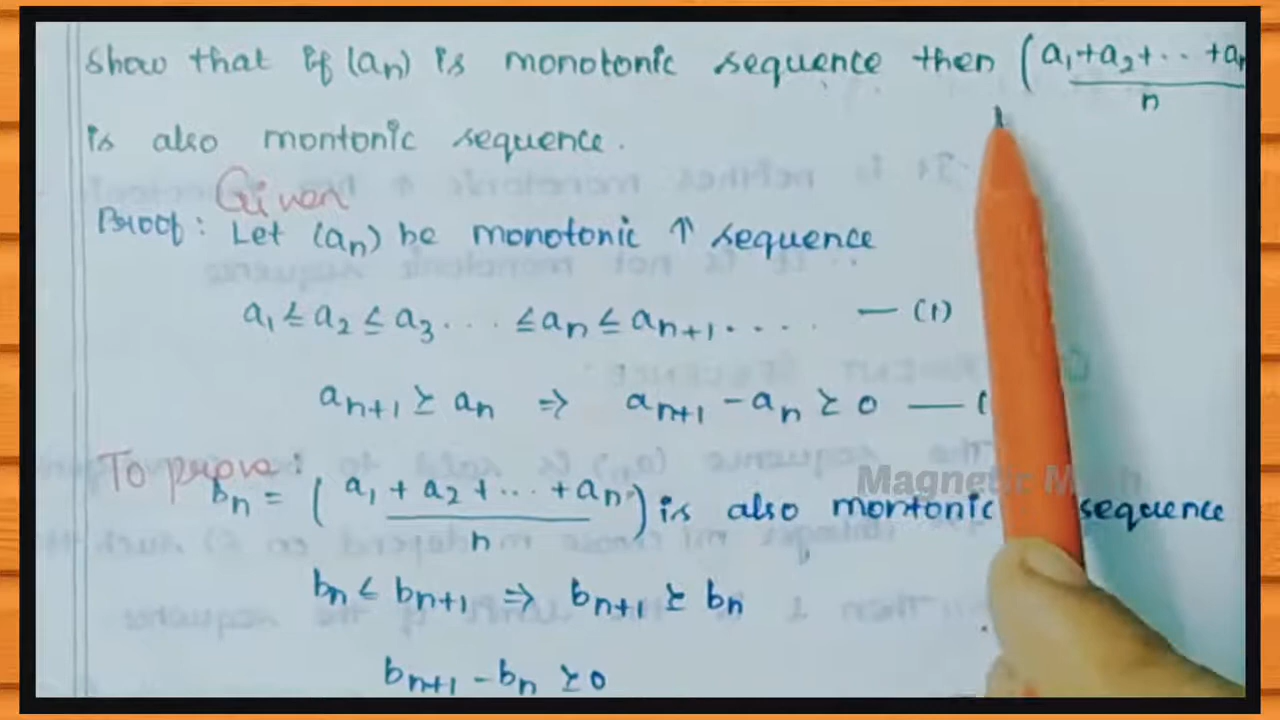 Show that if (aₙ) is monotonic sequence then (a₁+a₂+...+aₙ
n
is also montonic sequence.
Given
Proof: Let (aₙ) be monotonic ↑ sequence
a₁ ≤ a₂ ≤ a₃... ≤ aₙ ≤ aₙ₊₁.... — (1)
aₙ₊₁ ≥ aₙ ⇒ aₙ₊₁ - aₙ ≥ 0 — (
Magnetic M h
To prove:
bₙ = (a₁ + a₂ + ... + aₙ) is also montonic sequence
n
bₙ ≤ bₙ₊₁ ⇒ bₙ₊₁ ≥ bₙ
bₙ₊₁ - bₙ ≥ 0